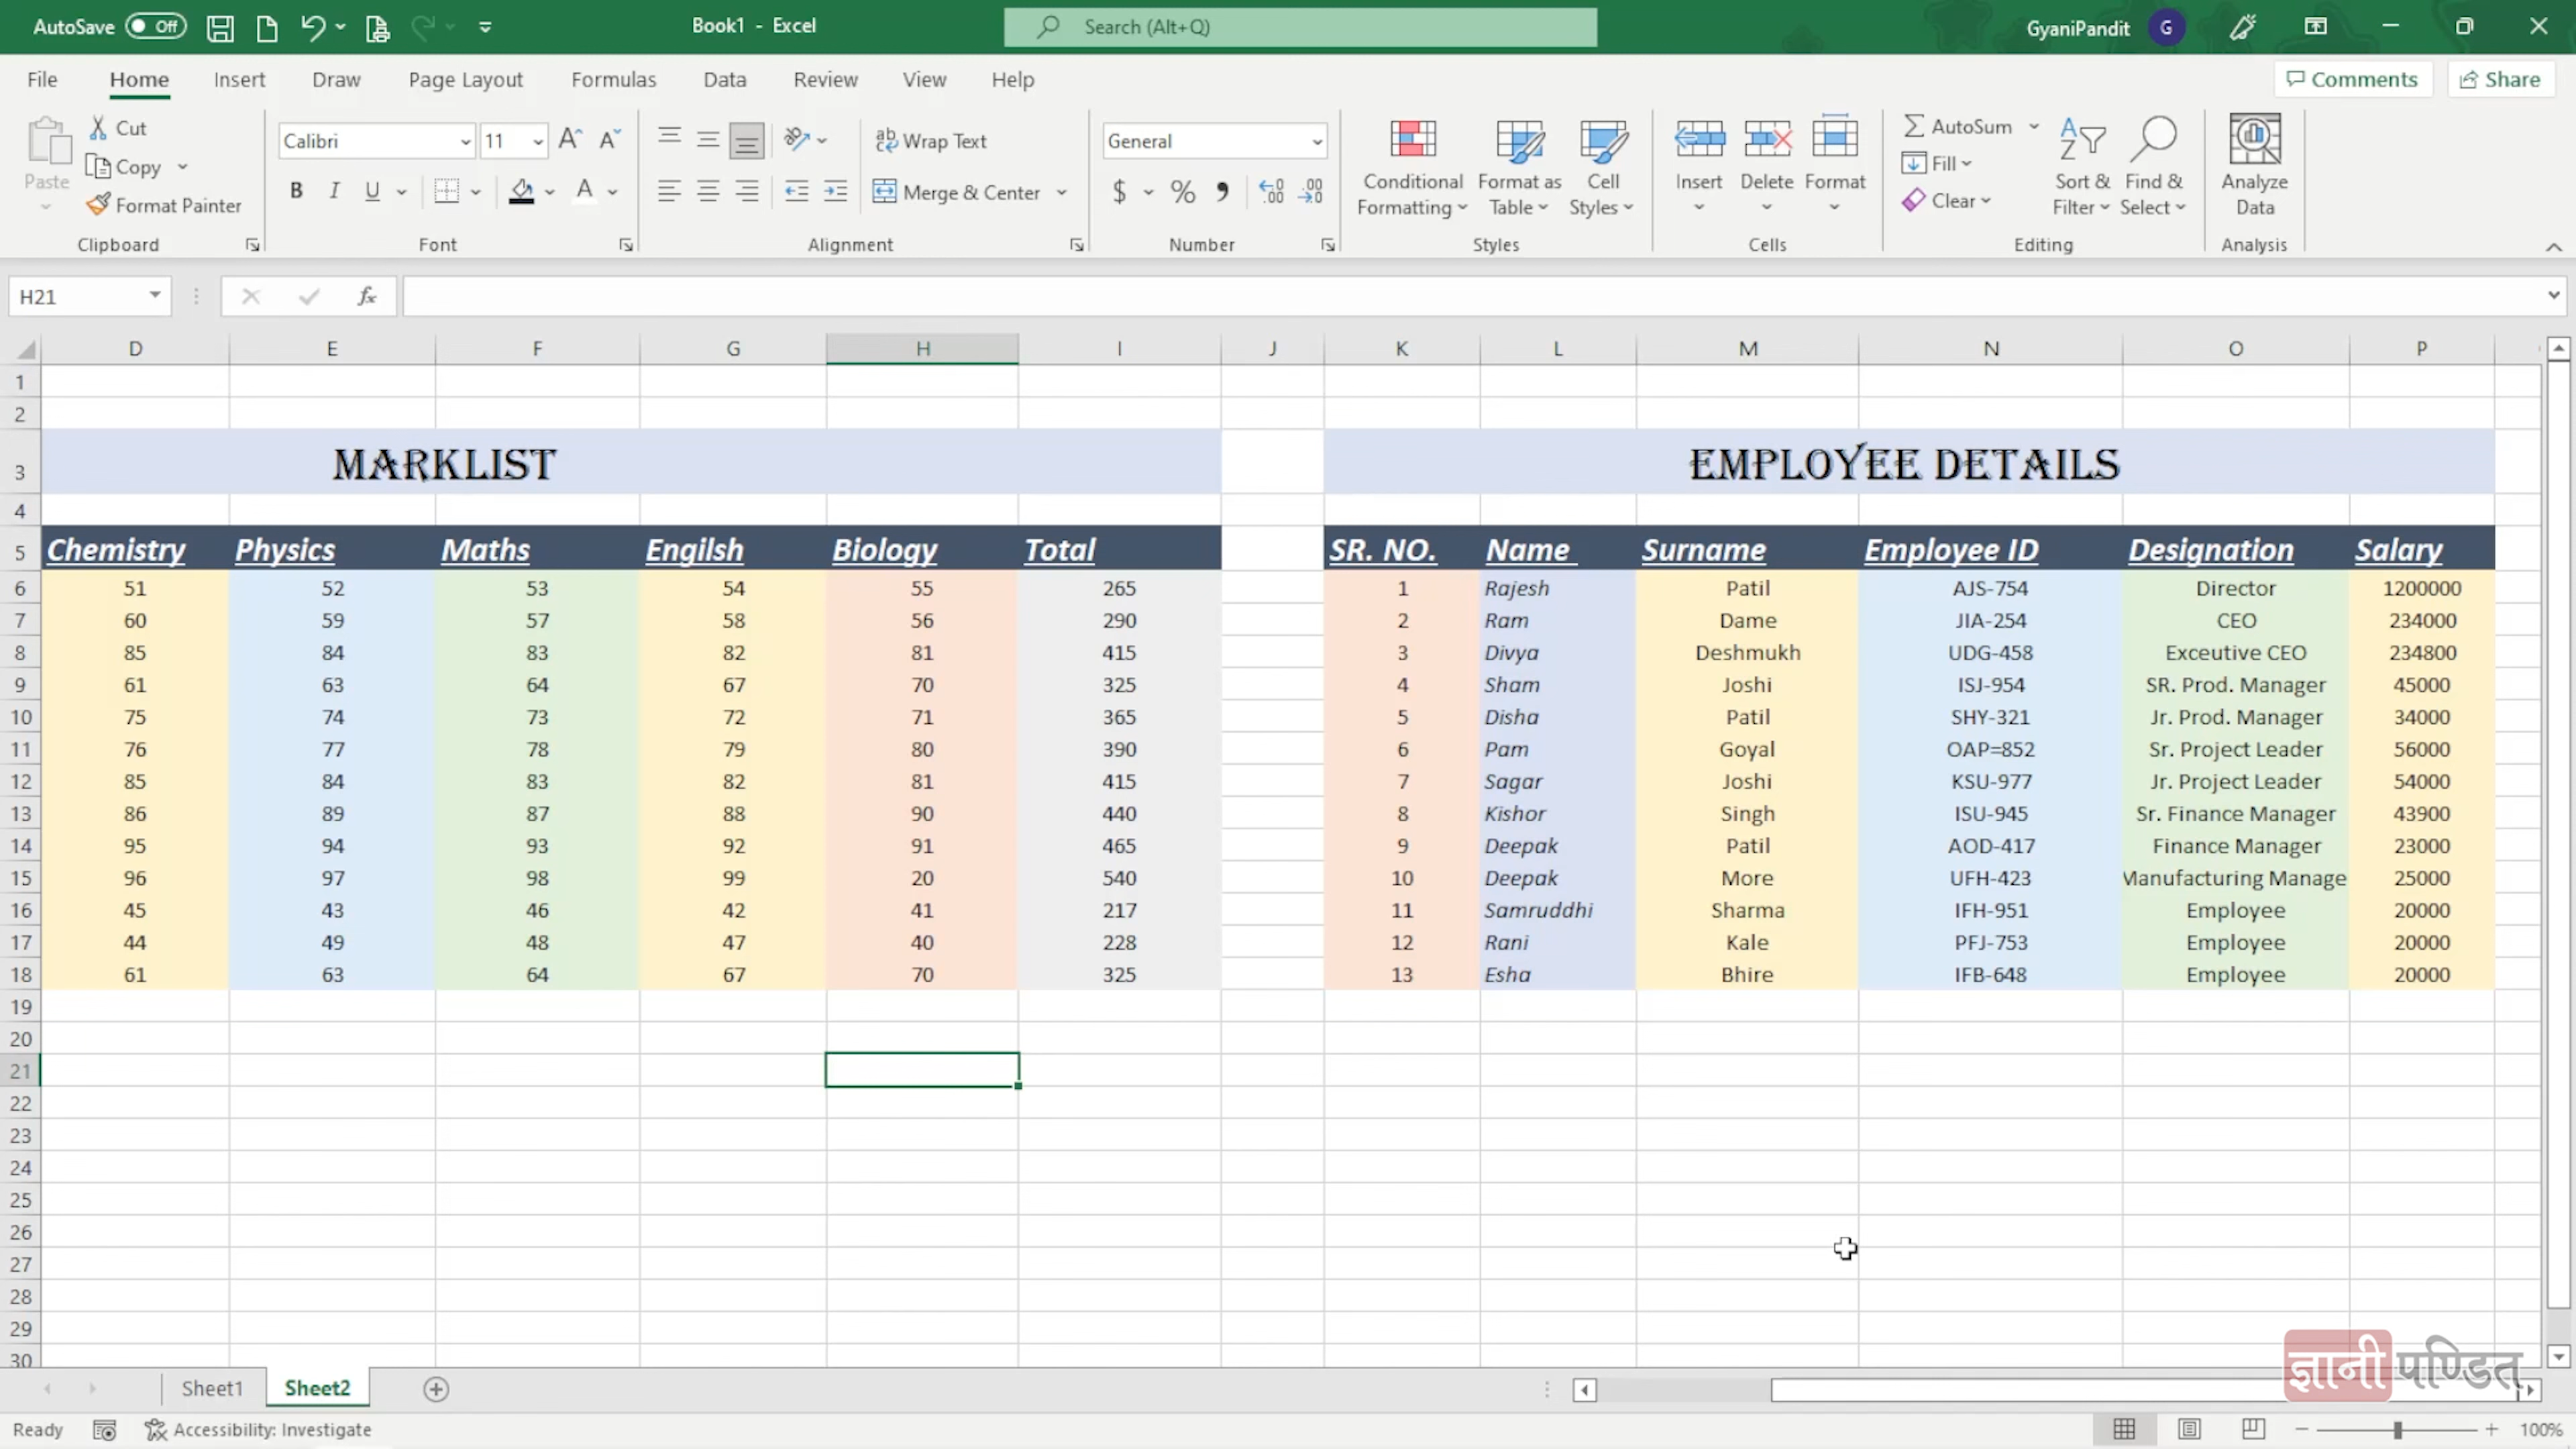 AutoSave Off Book1 - Excel Search (Alt+Q) GyaniPandit G
File Home Insert Draw Page Layout Formulas Data Review View Help Comments Share
Paste Cut Copy Format Painter Clipboard
Calibri 11 A A B I U A Font
ab Wrap Text Merge & Center Alignment
General $ % Number
Conditional Formatting Format as Table Cell Styles Styles
Insert Delete Format Cells
AutoSum Fill Clear Sort & Filter Find & Select Editing
Analyze Data Analysis
H21 fx
D E F G H I J K L M N O P
1
2
3 MARKLIST EMPLOYEE DETAILS
4
5 Chemistry Physics Maths Engilsh Biology Total SR. NO. Name Surname Employee ID Designation Salary
6 51 52 53 54 55 265 1 Rajesh Patil AJS-754 Director 1200000
7 60 59 57 58 56 290 2 Ram Dame JIA-254 CEO 234000
8 85 84 83 82 81 415 3 Divya Deshmukh UDG-458 Exceutive CEO 234800
9 61 63 64 67 70 325 4 Sham Joshi ISJ-954 SR. Prod. Manager 45000
10 75 74 73 72 71 365 5 Disha Patil SHY-321 Jr. Prod. Manager 34000
11 76 77 78 79 80 390 6 Pam Goyal OAP=852 Sr. Project Leader 56000
12 85 84 83 82 81 415 7 Sagar Joshi KSU-977 Jr. Project Leader 54000
13 86 89 87 88 90 440 8 Kishor Singh ISU-945 Sr. Finance Manager 43900
14 95 94 93 92 91 465 9 Deepak Patil AOD-417 Finance Manager 23000
15 96 97 98 99 20 540 10 Deepak More UFH-423 Manufacturing Manage 25000
16 45 43 46 42 41 217 11 Samruddhi Sharma IFH-951 Employee 20000
17 44 49 48 47 40 228 12 Rani Kale PFJ-753 Employee 20000
18 61 63 64 67 70 325 13 Esha Bhire IFB-648 Employee 20000
19
20
21
22
23
24
25
26
27
28
29
30
ज्ञानी पण्डित
Sheet1 Sheet2
Ready Accessibility: Investigate 100%